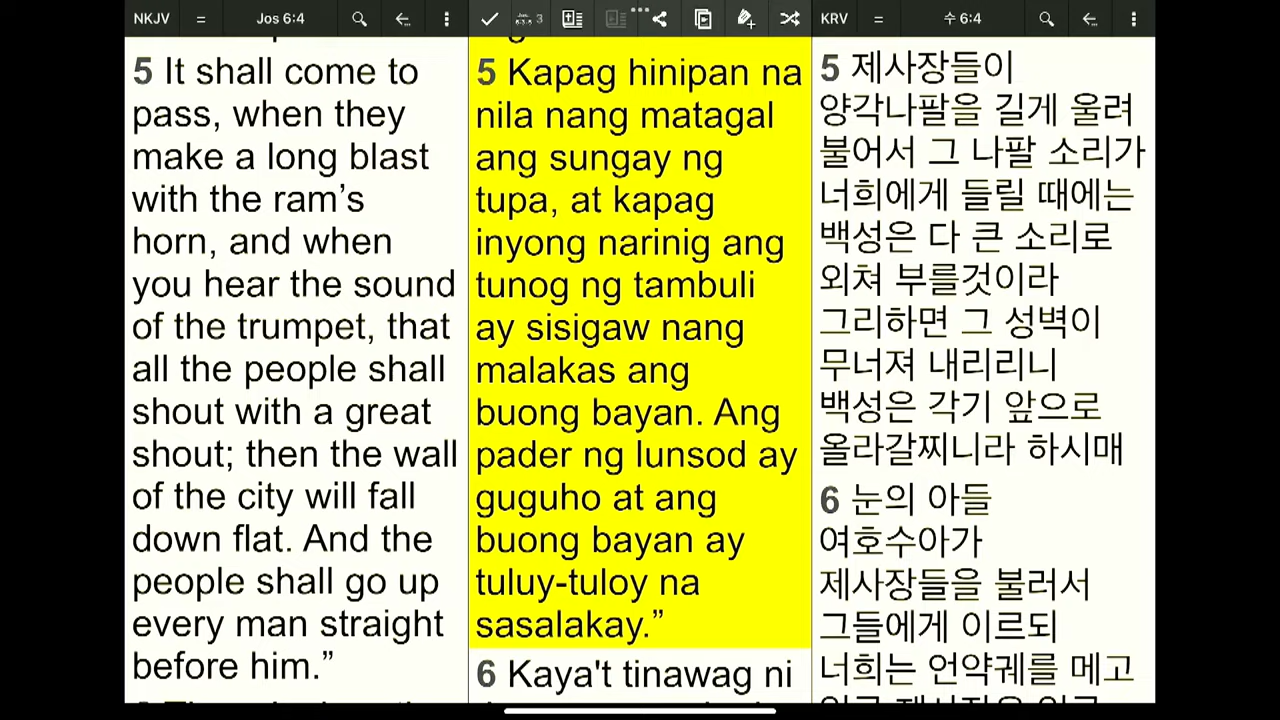 NKJV = Jos 6:4
3
KRV = 수 6:4
5 It shall come to
pass, when they
make a long blast
with the ram’s
horn, and when
you hear the sound
of the trumpet, that
all the people shall
shout with a great
shout; then the wall
of the city will fall
down flat. And the
people shall go up
every man straight
before him.”
5 Kapag hinipan na
nila nang matagal
ang sungay ng
tupa, at kapag
inyong narinig ang
tunog ng tambuli
ay sisigaw nang
malakas ang
buong bayan. Ang
pader ng lunsod ay
guguho at ang
buong bayan ay
tuluy-tuloy na
sasalakay.”
6 Kaya't tinawag ni
5 제사장들이
양각나팔을 길게 울려
불어서 그 나팔 소리가
너희에게 들릴 때에는
백성은 다 큰 소리로
외쳐 부를것이라
그리하면 그 성벽이
무너져 내리리니
백성은 각기 앞으로
올라갈찌니라 하시매
6 눈의 아들
여호수아가
제사장들을 불러서
그들에게 이르되
너희는 언약궤를 메고